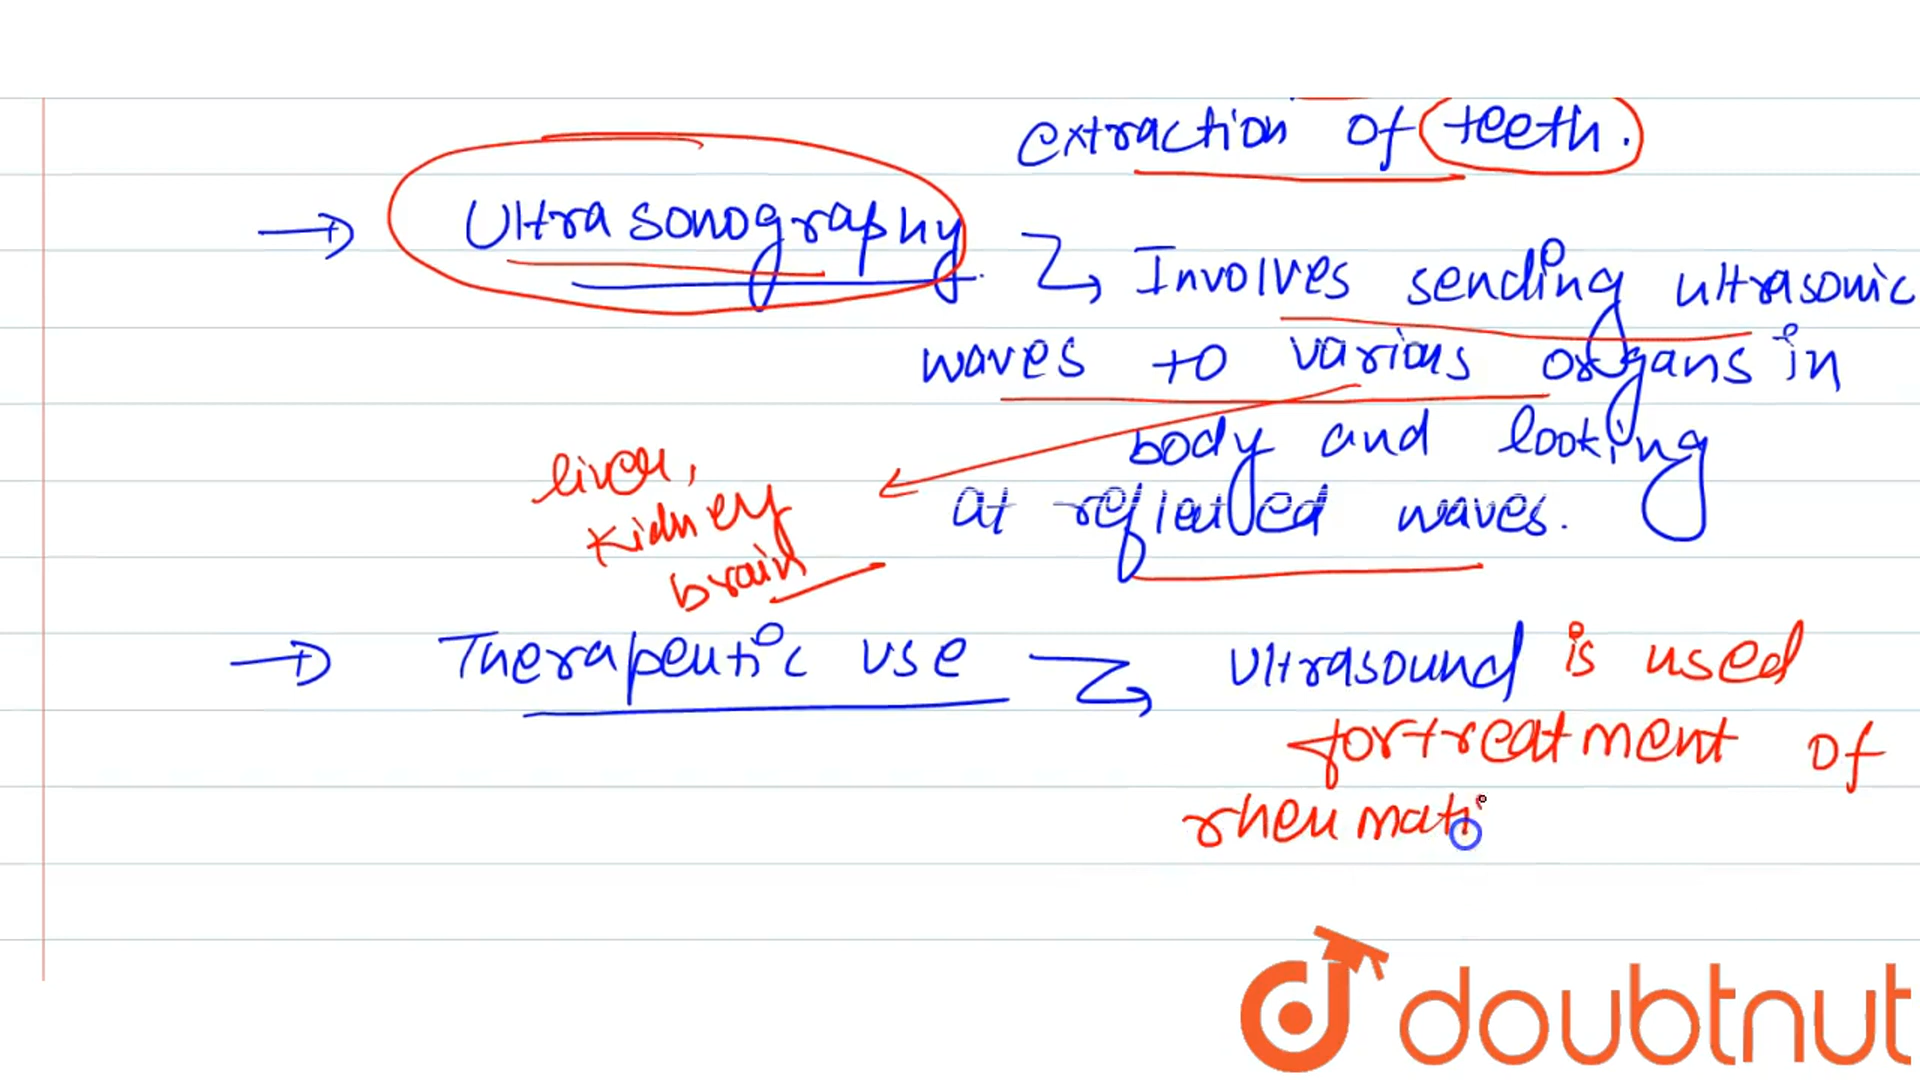 extraction of teeth.
→ Ultrasonography → Involves sending ultrasonic
waves to various organs in
body and looking
at reflected waves.
liver,
kidney
brain
→ Therapeutic use → Ultrasound is used
for treatment of
rheumati
doubtnut